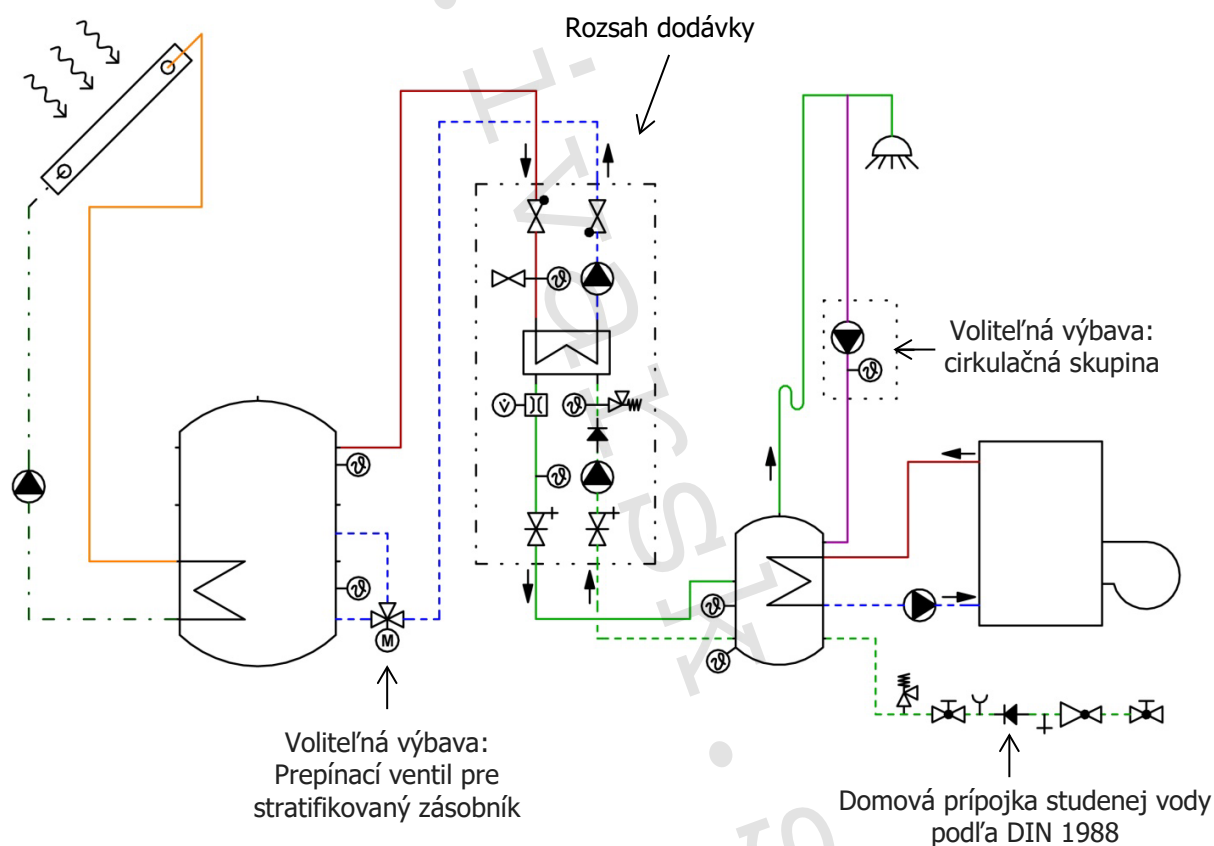 Rozsah dodávky
Voliteľná výbava:
cirkulačná skupina
ϑ
ϑ
ϑ
V̇
ϑ
ϑ
ϑ
ϑ
ϑ
ϑ
M
Voliteľná výbava:
Prepínací ventil pre
stratifikovaný zásobník
Domová prípojka studenej vody
podľa DIN 1988